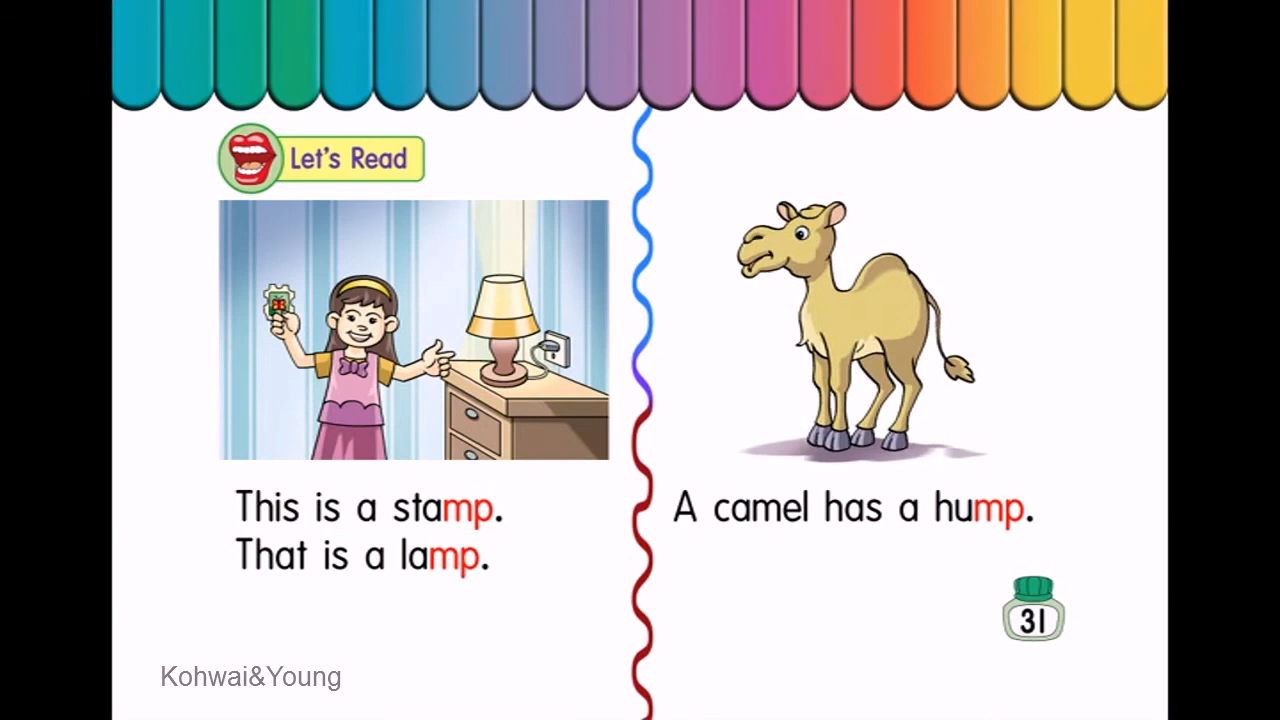 Let's Read
This is a stamp.
That is a lamp.
A camel has a hump.
31
Kohwai&Young